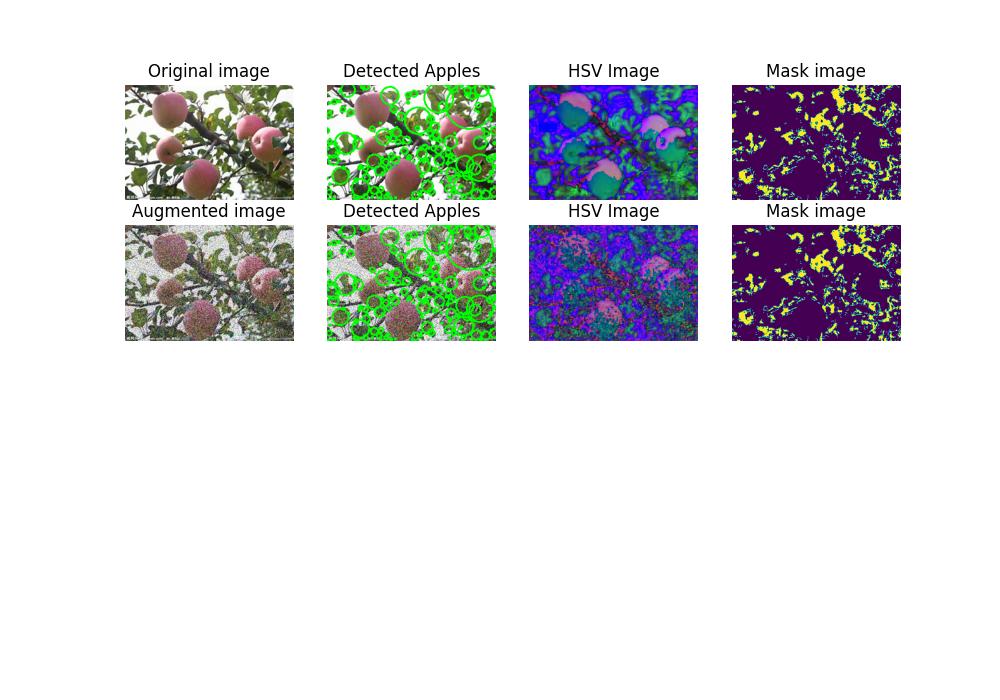 Original image
Detected Apples
HSV Image
Mask image
Augmented image
Detected Apples
HSV Image
Mask image